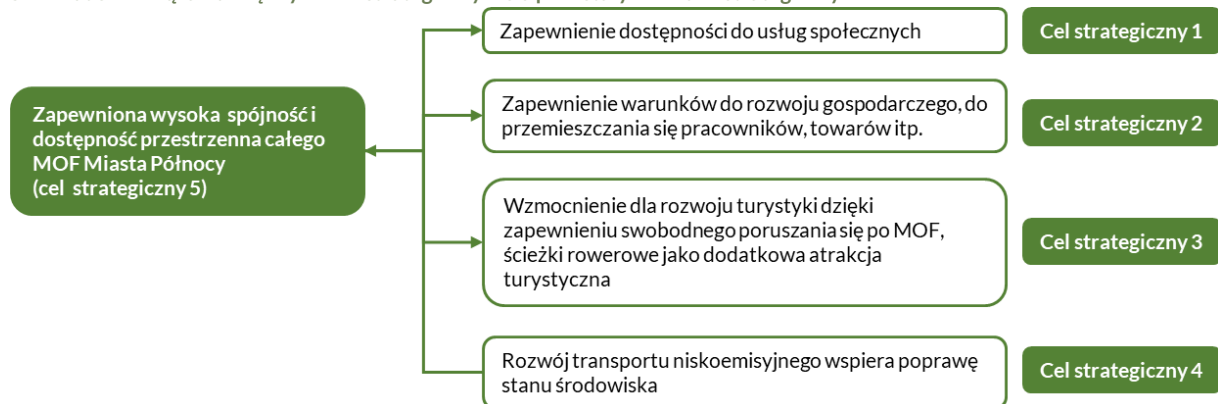 Zapewniona wysoka spójność i
dostępność przestrzenna całego
MOF Miasta Północy
(cel strategiczny 5)
Zapewnienie dostępności do usług społecznych
Cel strategiczny 1
Zapewnienie warunków do rozwoju gospodarczego, do
przemieszczania się pracowników, towarów itp.
Cel strategiczny 2
Wzmocnienie dla rozwoju turystyki dzięki
zapewnieniu swobodnego poruszania się po MOF,
ścieżki rowerowe jako dodatkowa atrakcja
turystyczna
Cel strategiczny 3
Rozwój transportu niskoemisyjnego wspiera poprawę
stanu środowiska
Cel strategiczny 4